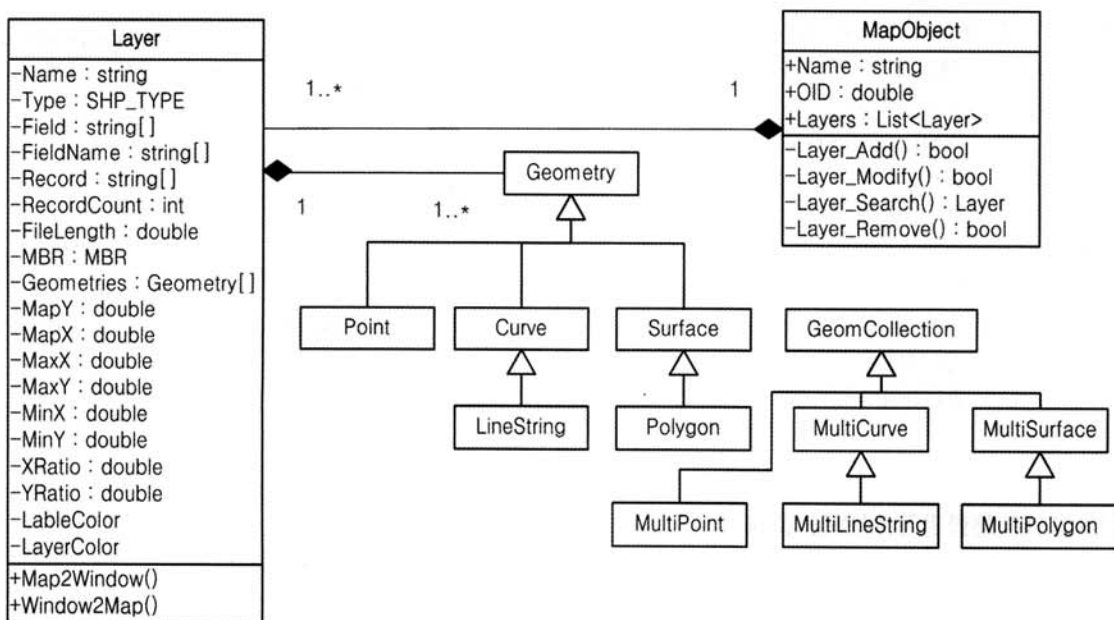 Layer
-Name : string
-Type : SHP_TYPE
-Field : string[]
-FieldName : string[]
-Record : string[]
-RecordCount : int
-FileLength : double
-MBR : MBR
-Geometries : Geometry[]
-MapY : double
-MapX : double
-MaxX : double
-MaxY : double
-MinX : double
-MinY : double
-XRatio : double
-YRatio : double
-LableColor
-LayerColor
+Map2Window()
+Window2Map()
1..*
1
MapObject
+Name : string
+OID : double
+Layers : List<Layer>
-Layer_Add() : bool
-Layer_Modify() : bool
-Layer_Search() : Layer
-Layer_Remove() : bool
1
1..*
Geometry
Point
Curve
Surface
GeomCollection
LineString
Polygon
MultiCurve
MultiSurface
MultiPoint
MultiLineString
MultiPolygon